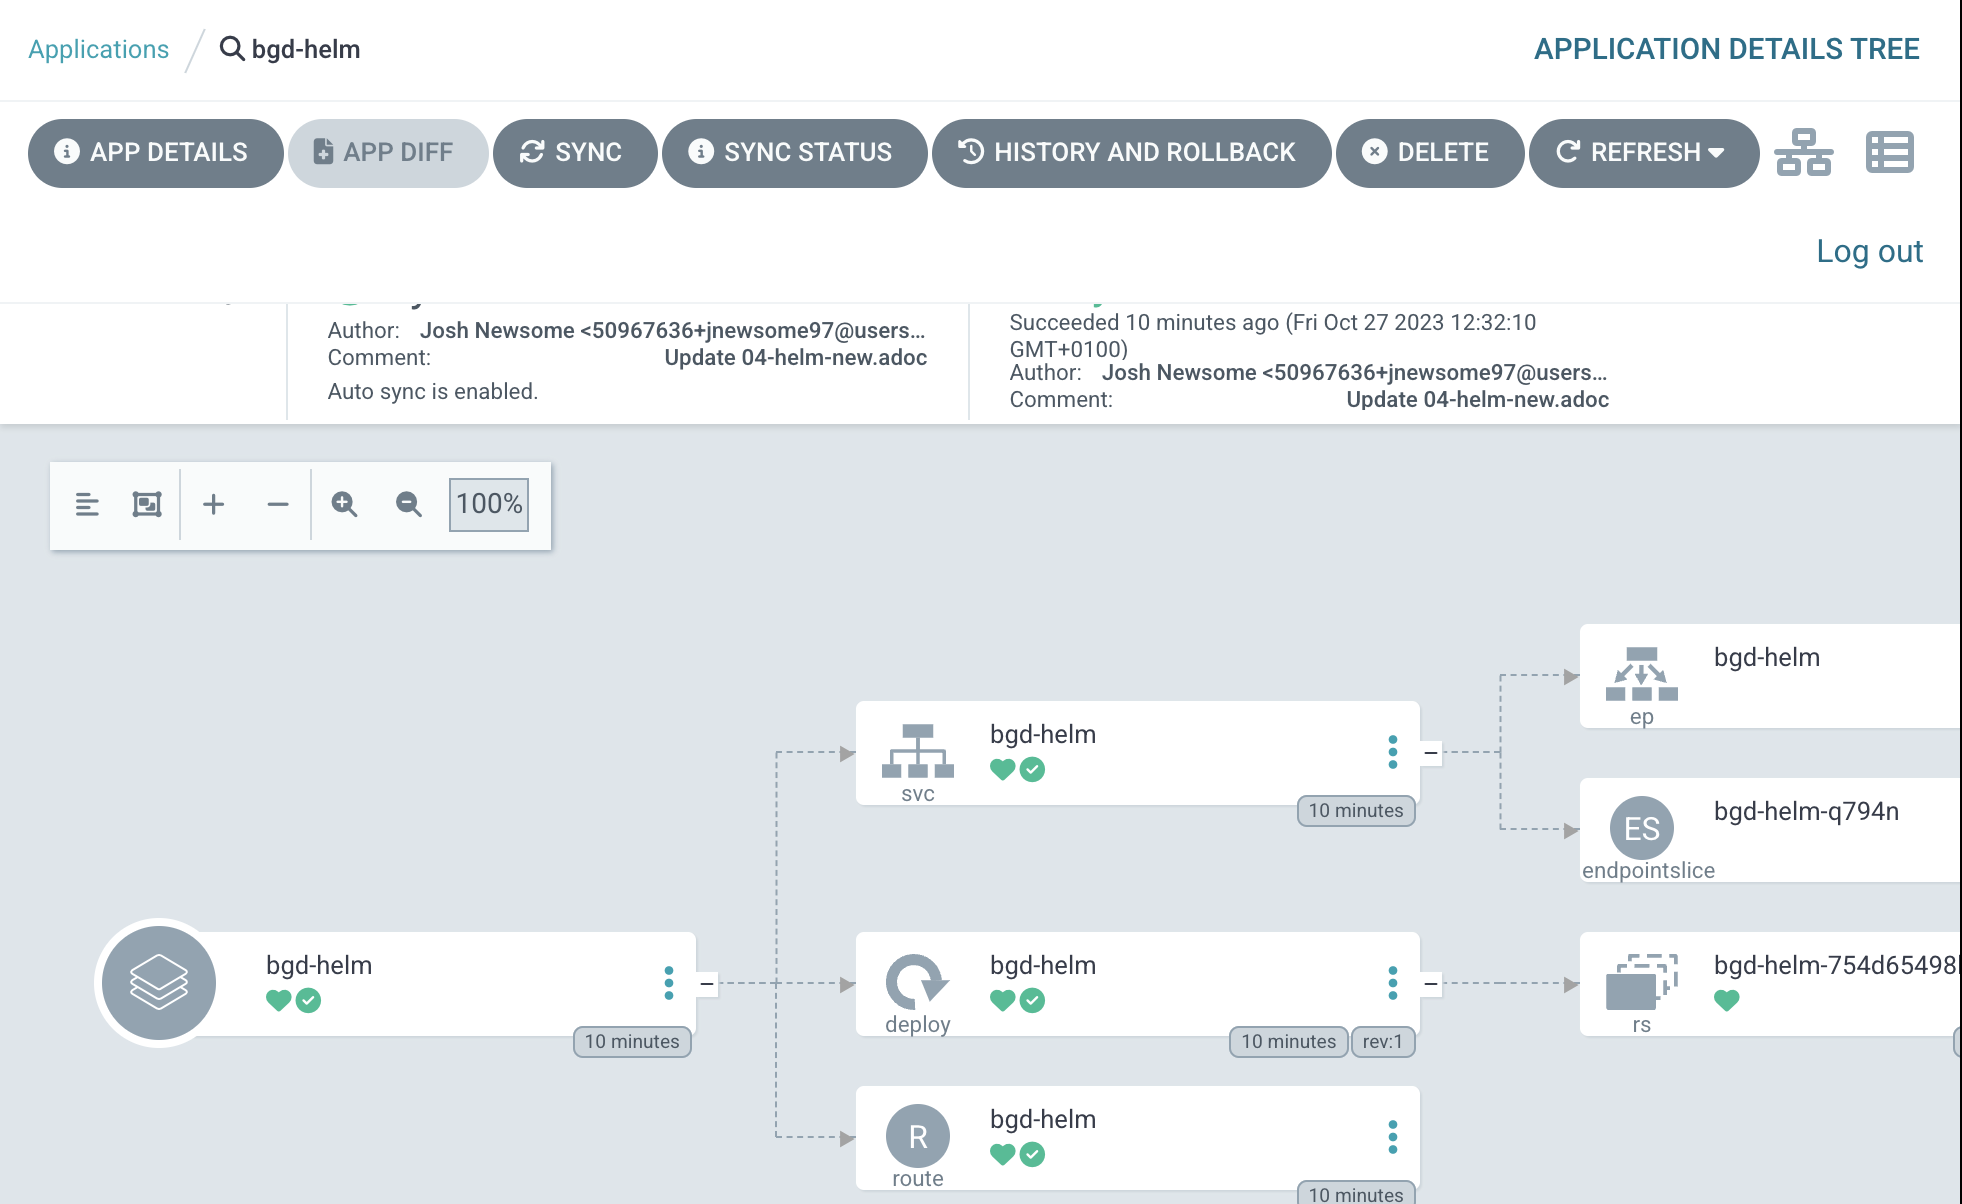 Applications
bgd-helm
APPLICATION DETAILS TREE
APP DETAILS
APP DIFF
SYNC
SYNC STATUS
HISTORY AND ROLLBACK
DELETE
REFRESH
Log out
Author: Josh Newsome <50967636+jnewsome97@users...
Comment: Update 04-helm-new.adoc
Auto sync is enabled.
Succeeded 10 minutes ago (Fri Oct 27 2023 12:32:10
GMT+0100)
Author: Josh Newsome <50967636+jnewsome97@users...
Comment: Update 04-helm-new.adoc
100%
bgd-helm
ep
bgd-helm
svc
10 minutes
bgd-helm-q794n
ES
endpointslice
bgd-helm
10 minutes
bgd-helm
deploy
10 minutes
rev:1
bgd-helm-754d65498
rs
bgd-helm
R
route
10 minutes